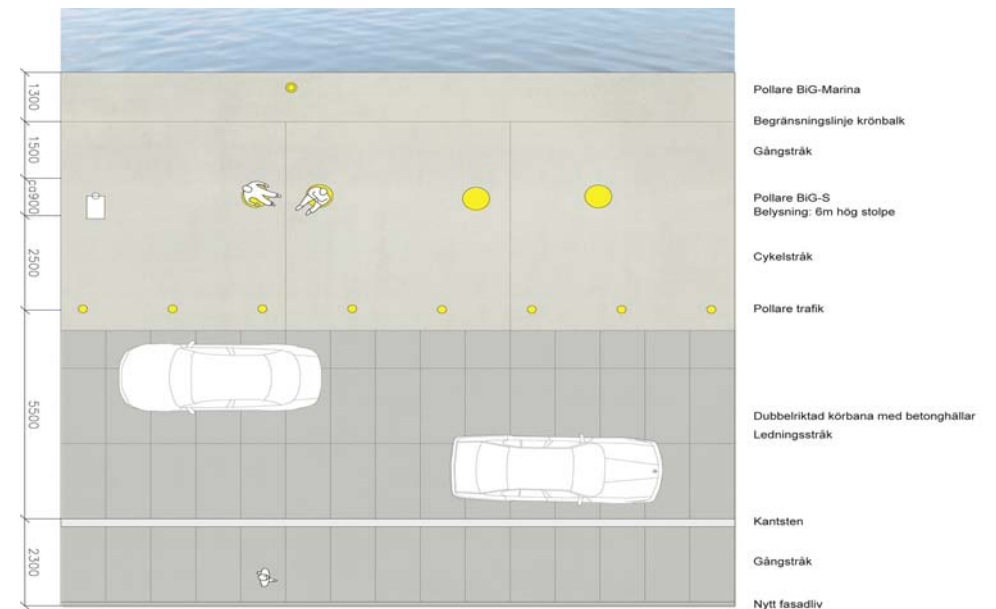 1300
1500
ca900
2500
5500
2300
Pollare BiG-Marina
Begränsningslinje krönbalk
Gångstråk
Pollare BiG-S
Belysning: 6m hög stolpe
Cykelstråk
Pollare trafik
Dubbelriktad körbana med betonghällar
Ledningsstråk
Kantsten
Gångstråk
Nytt fasadliv